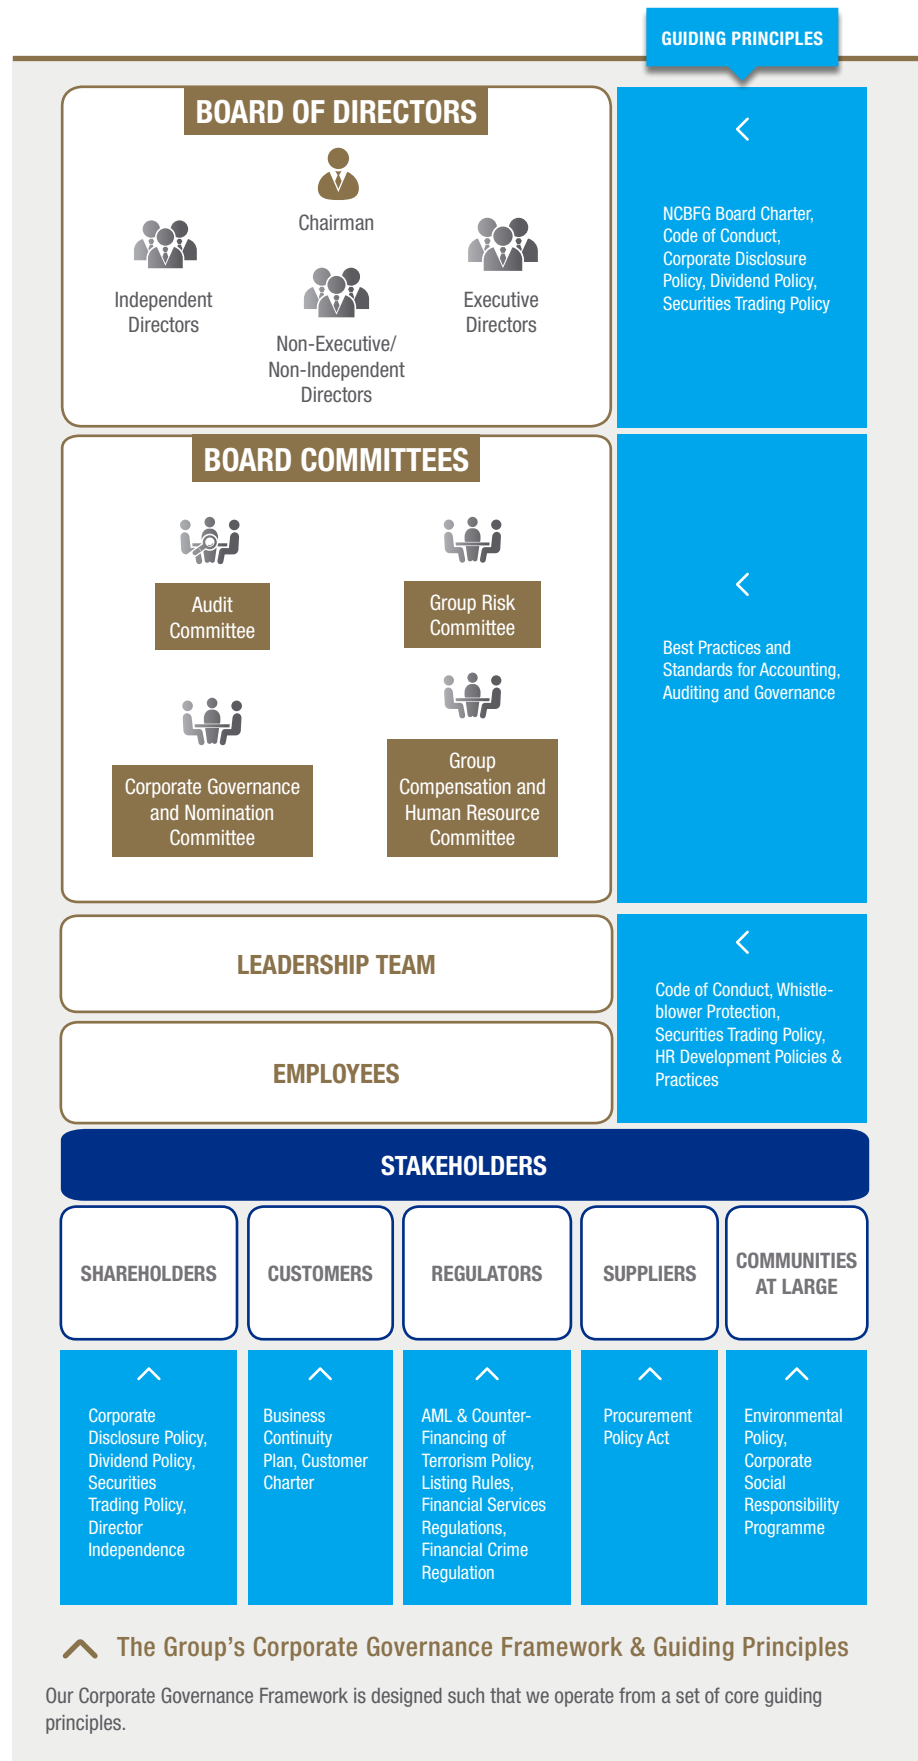 GUIDING PRINCIPLES
BOARD OF DIRECTORS
Chairman
Independent
Directors
Non-Executive/
Non-Independent
Directors
Executive
Directors
NCBFG Board Charter,
Code of Conduct,
Corporate Disclosure
Policy, Dividend Policy,
Securities Trading Policy
BOARD COMMITTEES
Audit
Committee
Group Risk
Committee
Corporate Governance
and Nomination
Committee
Group
Compensation and
Human Resource
Committee
Best Practices and
Standards for Accounting,
Auditing and Governance
LEADERSHIP TEAM
EMPLOYEES
Code of Conduct, Whistle-
blower Protection,
Securities Trading Policy,
HR Development Policies &
Practices
STAKEHOLDERS
SHAREHOLDERS
CUSTOMERS
REGULATORS
SUPPLIERS
COMMUNITIES
AT LARGE
Corporate
Disclosure Policy,
Dividend Policy,
Securities
Trading Policy,
Director
Independence
Business
Continuity
Plan, Customer
Charter
AML & Counter-
Financing of
Terrorism Policy,
Listing Rules,
Financial Services
Regulations,
Financial Crime
Regulation
Procurement
Policy Act
Environmental
Policy,
Corporate
Social
Responsibility
Programme
The Group's Corporate Governance Framework & Guiding Principles
Our Corporate Governance Framework is designed such that we operate from a set of core guiding
principles.